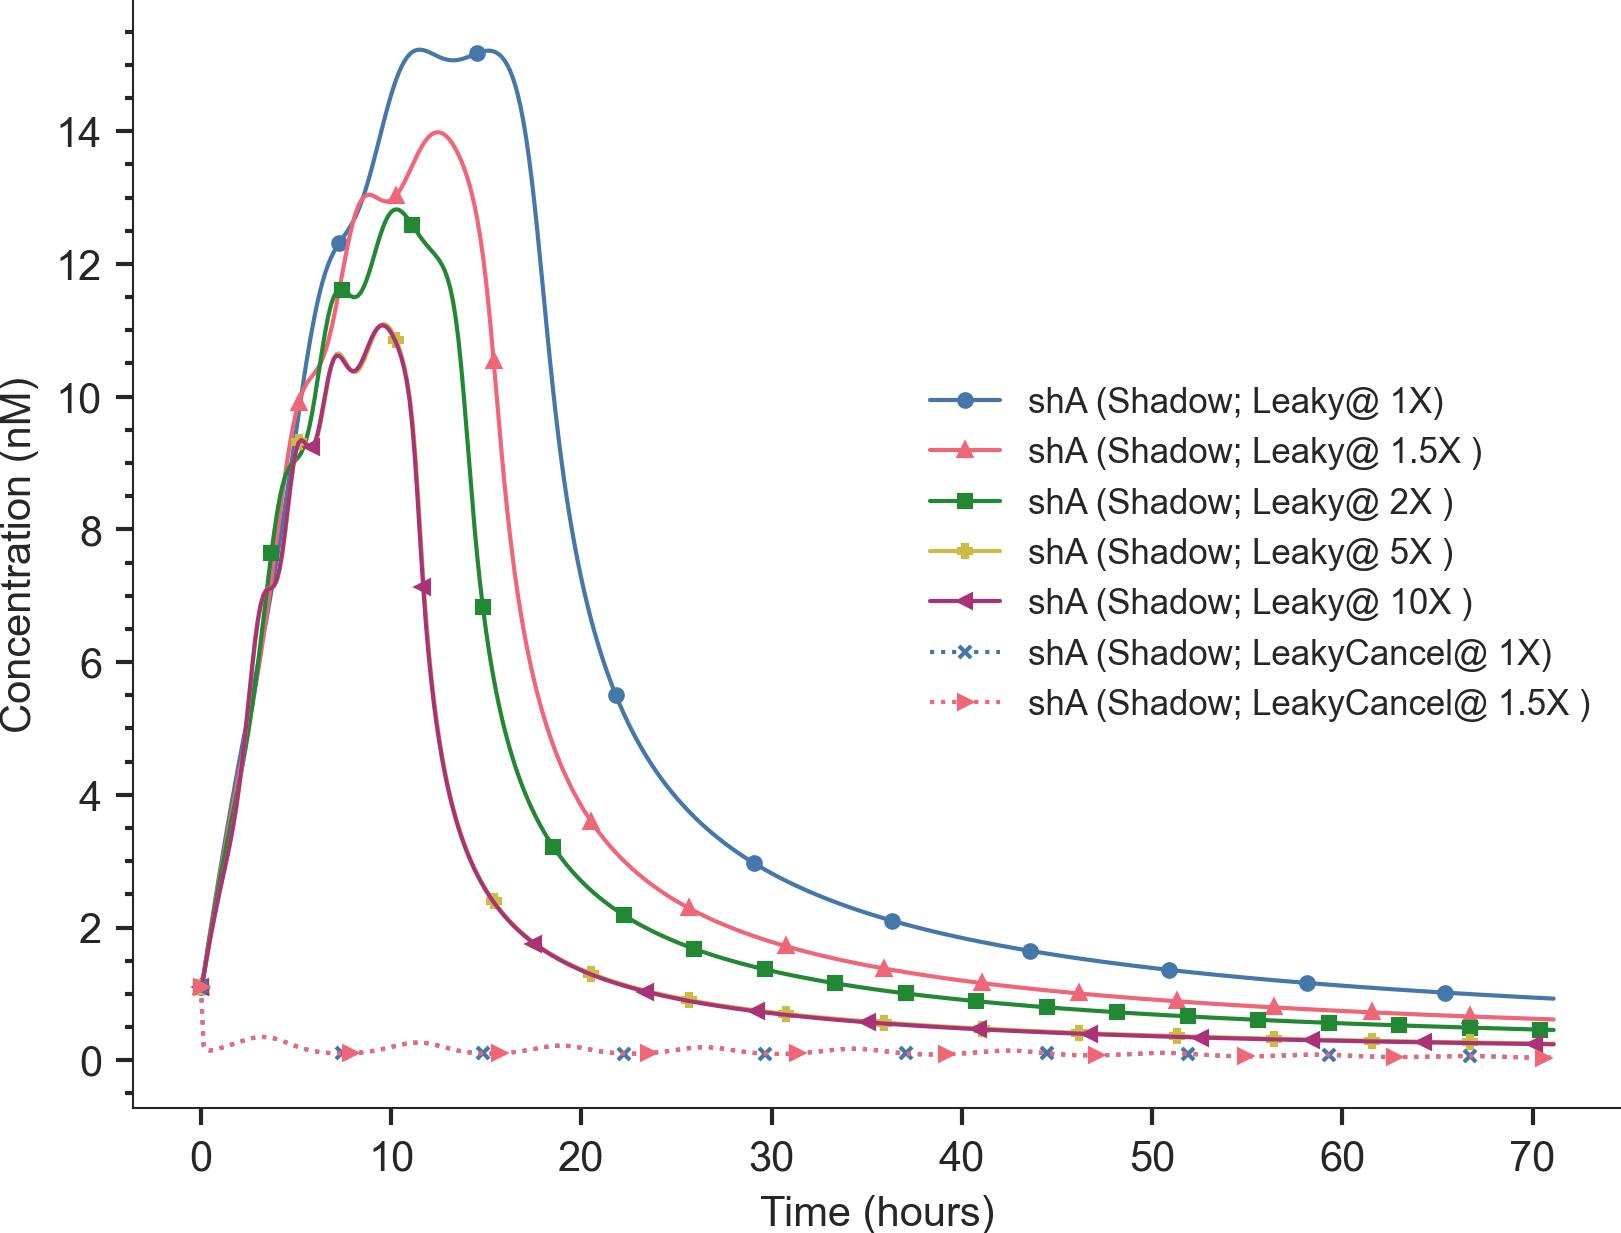 14
12
10
8
6
4
2
0
Concentration (nM)
shA (Shadow; Leaky@ 1X)
shA (Shadow; Leaky@ 1.5X )
shA (Shadow; Leaky@ 2X )
shA (Shadow; Leaky@ 5X )
shA (Shadow; Leaky@ 10X )
shA (Shadow; LeakyCancel@ 1X)
shA (Shadow; LeakyCancel@ 1.5X )
0 10 20 30 40 50 60 70
Time (hours)